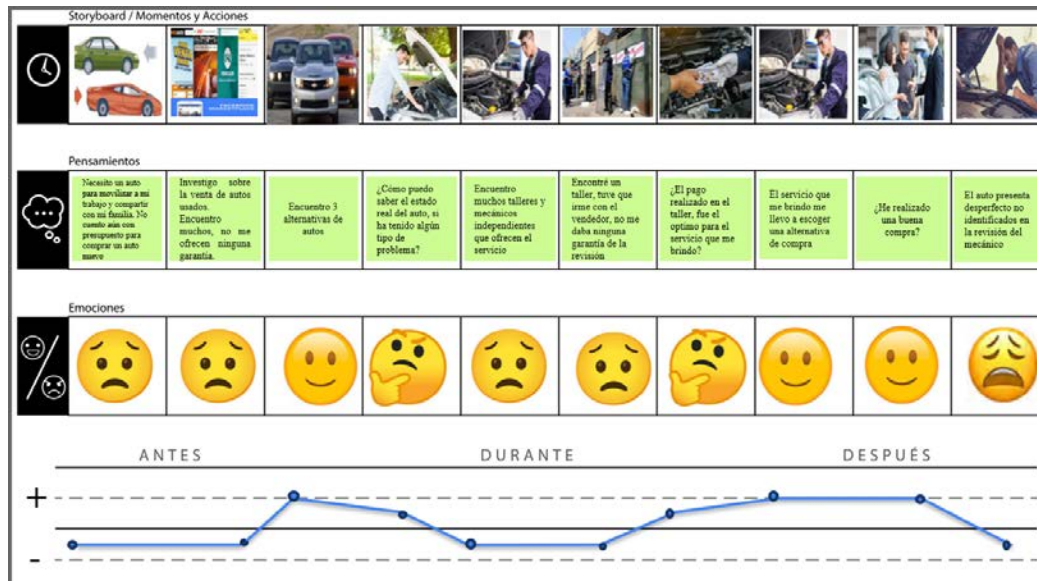 Storyboard / Momentos y Acciones
Pensamientos
Necesito un auto
para movilizar a mi
trabajo y compartir
con mi familia. No
cuento aún con
presupuesto para
comprar un auto
nuevo
Investigo sobre
la venta de autos
usados.
Encuentro
muchos, no me
ofrecen ninguna
garantía.
Encuentro 3
alternativas de
autos
¿Cómo puedo
saber el estado
real del auto, si
ha tenido algún
tipo de
problema?
Encuentro
muchos talleres y
mecánicos
independientes
que ofrecen el
servicio
Encontré un
taller, tuve que
irme con el
vendedor, no me
daba ninguna
garantía de la
revisión
¿El pago
realizado en el
taller, fue el
optimo para el
servicio que me
brindo?
El servicio que
me brindo me
llevo a escoger
una alternativa
de compra
¿He realizado
una buena
compra?
El auto presenta
desperfecto no
identificados en
la revisión del
mecánico
Emociones
ANTES
DURANTE
DESPUÉS
+
-